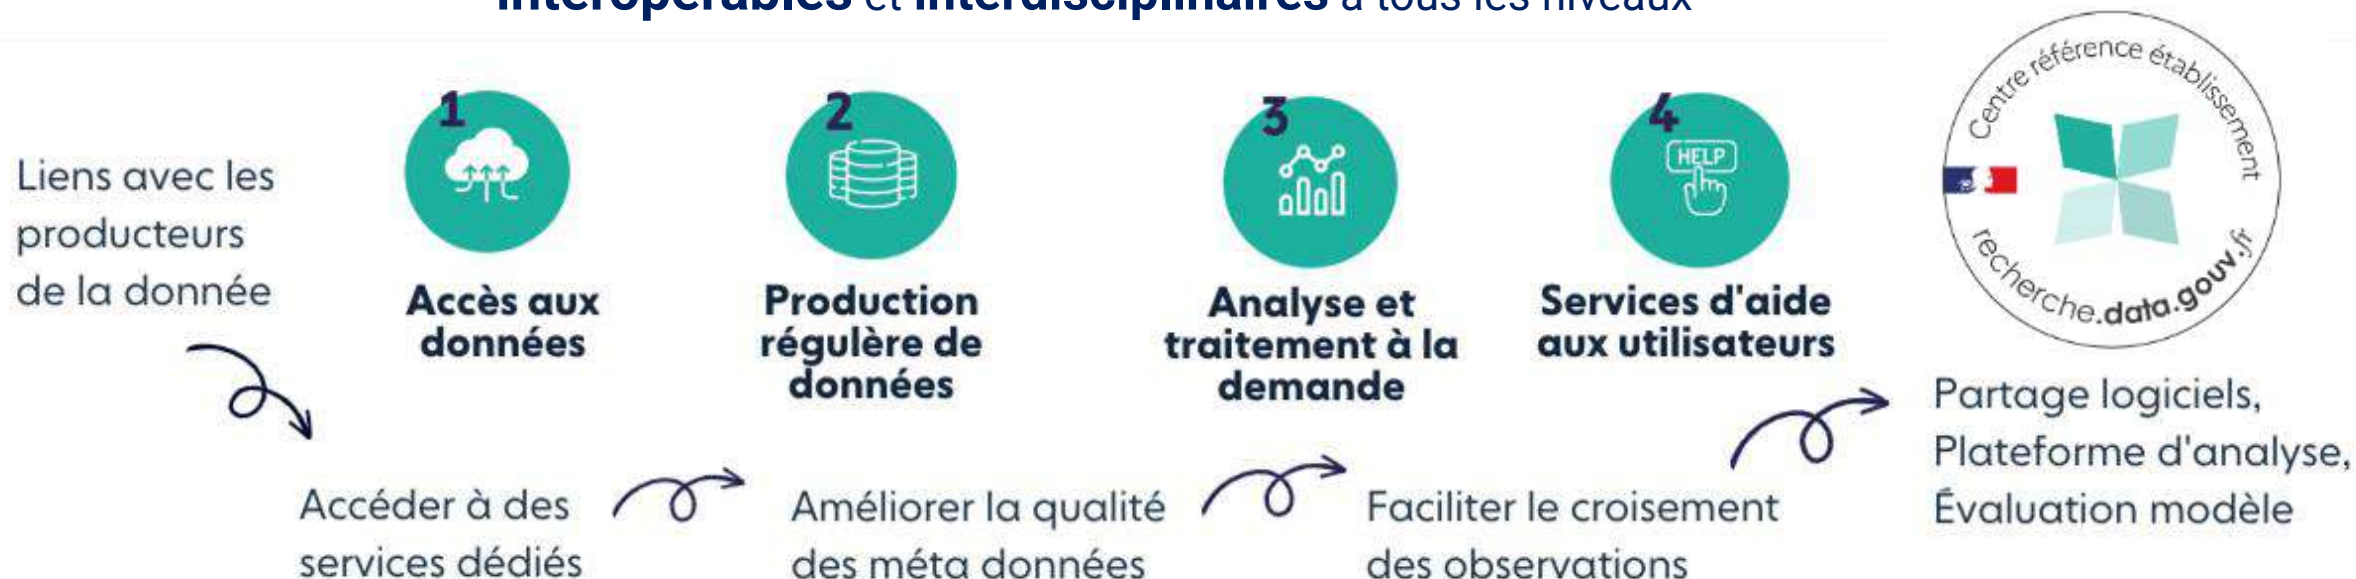 interopérables et interdisciplinaires à tous les niveaux
Liens avec les
producteurs
de la donnée
1
Accès aux
données
2
Production
régulère de
données
3
Analyse et
traitement à la
demande
4
HELP
Services d'aide
aux utilisateurs
Centre référence établissement
recherche.data.gouv.fr
Accéder à des
services dédiés
Améliorer la qualité
des méta données
Faciliter le croisement
des observations
Partage logiciels,
Plateforme d'analyse,
Évaluation modèle